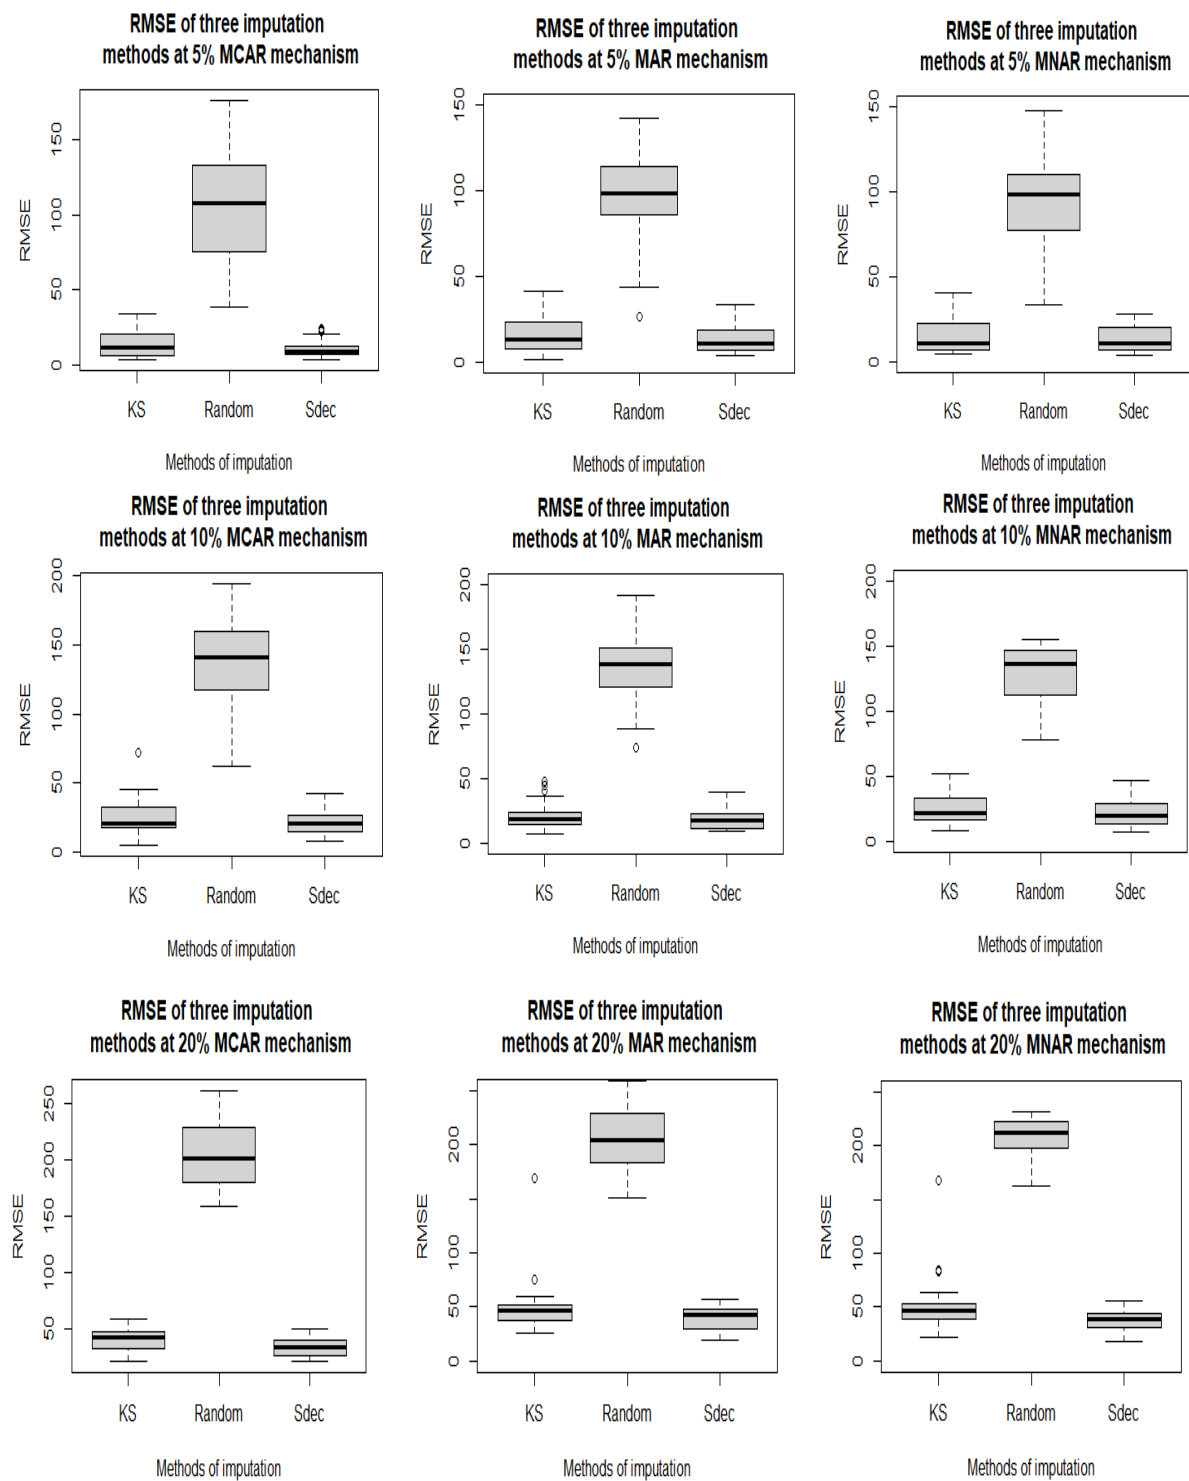 RMSE of three imputation
methods at 5% MCAR mechanism
RMSE
0
50
100
150
KS Random Sdec
Methods of imputation
RMSE of three imputation
methods at 5% MAR mechanism
RMSE
0
50
100
150
KS Random Sdec
Methods of imputation
RMSE of three imputation
methods at 5% MNAR mechanism
RMSE
0
50
100
150
KS Random Sdec
Methods of imputation
RMSE of three imputation
methods at 10% MCAR mechanism
RMSE
0
50
100
150
200
KS Random Sdec
Methods of imputation
RMSE of three imputation
methods at 10% MAR mechanism
RMSE
0
50
100
150
200
KS Random Sdec
Methods of imputation
RMSE of three imputation
methods at 10% MNAR mechanism
RMSE
0
50
100
150
200
KS Random Sdec
Methods of imputation
RMSE of three imputation
methods at 20% MCAR mechanism
RMSE
50
100
150
200
250
KS Random Sdec
Methods of imputation
RMSE of three imputation
methods at 20% MAR mechanism
RMSE
0
50
100
200
KS Random Sdec
Methods of imputation
RMSE of three imputation
methods at 20% MNAR mechanism
RMSE
0
50
100
200
KS Random Sdec
Methods of imputation